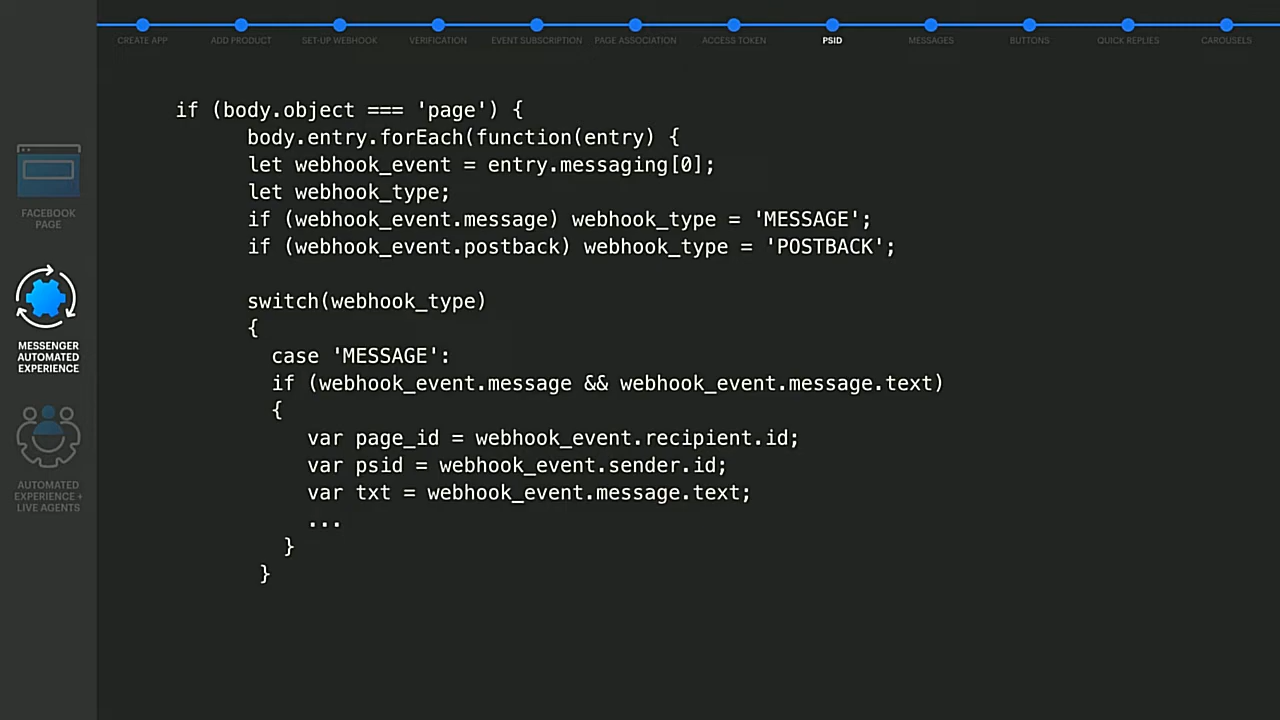 CREATE APP
ADD PRODUCT
SET-UP WEBHOOK
VERIFICATION
EVENT SUBSCRIPTION
PAGE ASSOCIATION
ACCESS TOKEN
PSID
MESSAGES
BUTTONS
QUICK REPLIES
CAROUSELS
FACEBOOK
PAGE
MESSENGER
AUTOMATED
EXPERIENCE
AUTOMATED
EXPERIENCE +
LIVE AGENTS
if (body.object === 'page') {
body.entry.forEach(function(entry) {
let webhook_event = entry.messaging[0];
let webhook_type;
if (webhook_event.message) webhook_type = 'MESSAGE';
if (webhook_event.postback) webhook_type = 'POSTBACK';
switch(webhook_type)
{
case 'MESSAGE':
if (webhook_event.message && webhook_event.message.text)
{
var page_id = webhook_event.recipient.id;
var psid = webhook_event.sender.id;
var txt = webhook_event.message.text;
...
}
}